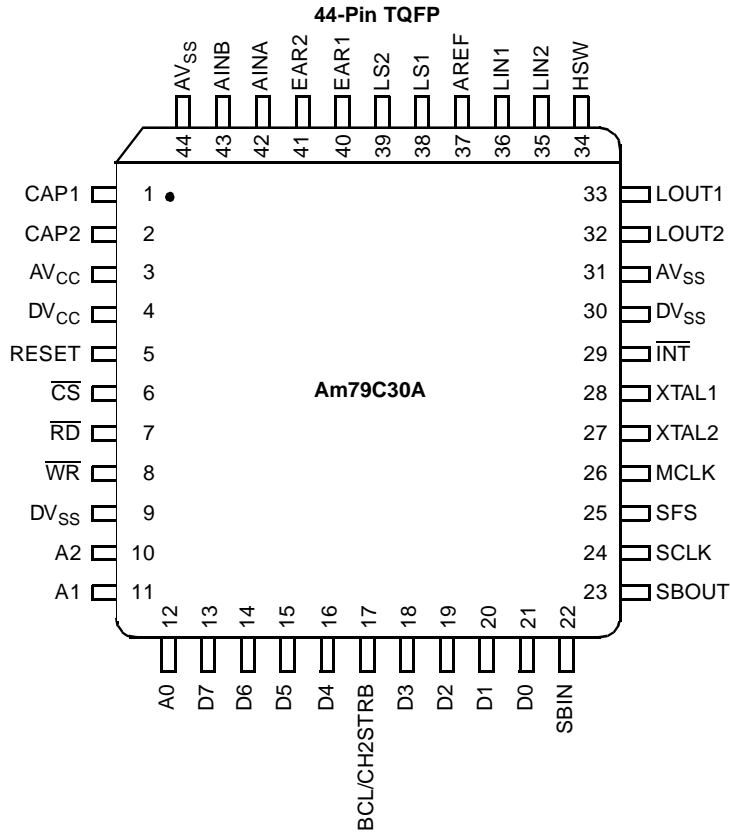 44-Pin TQFP
AVSS AINB AINA EAR2 EAR1 LS2 LS1 AREF LIN1 LIN2 HSW
44 43 42 41 40 39 38 37 36 35 34
CAP1 1 33 LOUT1
CAP2 2 32 LOUT2
AVCC 3 31 AVSS
DVCC 4 30 DVSS
RESET 5 29 I̅N̅T̅
C̅S̅ 6 28 XTAL1
Am79C30A
R̅D̅ 7 27 XTAL2
W̅R̅ 8 26 MCLK
DVSS 9 25 SFS
A2 10 24 SCLK
A1 11 23 SBOUT
12 13 14 15 16 17 18 19 20 21 22
A0 D7 D6 D5 D4 BCL/CH2STRB D3 D2 D1 D0 SBIN